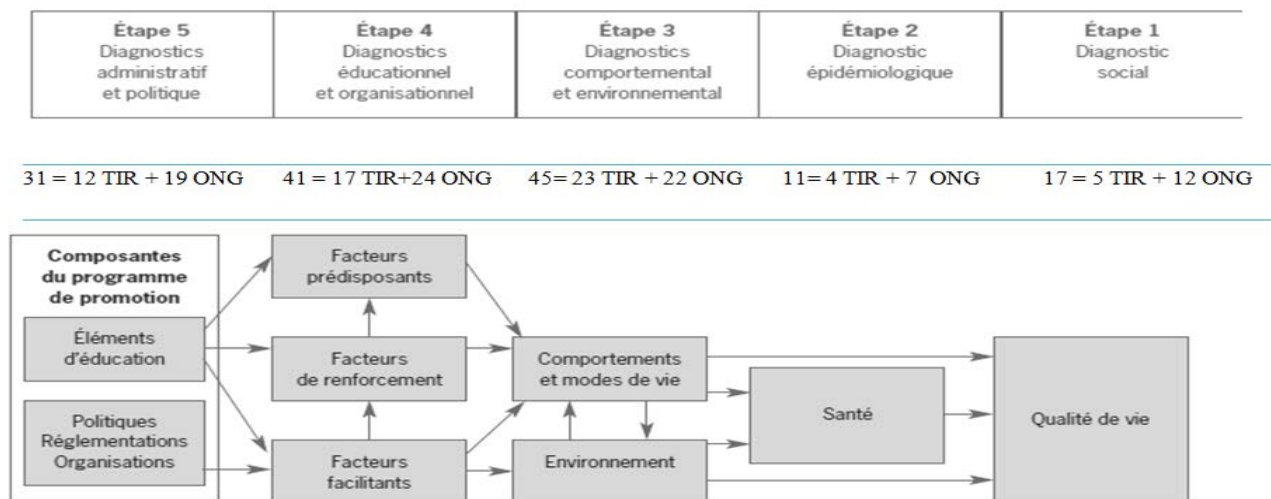 Étape 5
Diagnostics
administratif
et politique
Étape 4
Diagnostics
éducationnel
et organisationnel
Étape 3
Diagnostics
comportemental
et environnemental
Étape 2
Diagnostic
épidémiologique
Étape 1
Diagnostic
social
31 = 12 TIR + 19 ONG
41 = 17 TIR+24 ONG
45= 23 TIR + 22 ONG
11= 4 TIR + 7 ONG
17 = 5 TIR + 12 ONG
Composantes
du programme
de promotion
Éléments
d'éducation
Politiques
Réglementations
Organisations
Facteurs
prédisposants
Facteurs
de renforcement
Facteurs
facilitants
Comportements
et modes de vie
Environnement
Santé
Qualité de vie